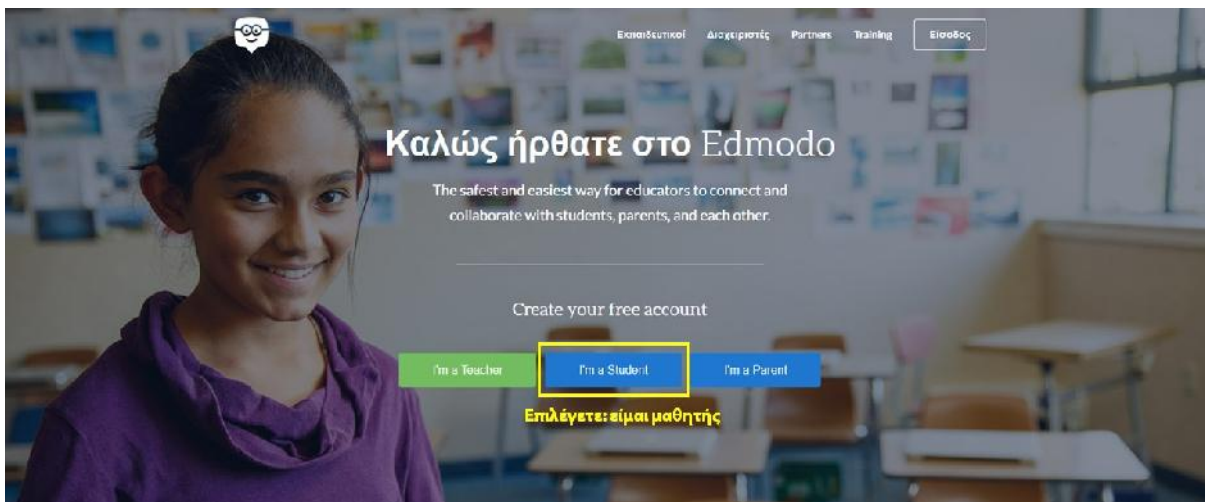 Εκπαιδευτικοί Διαχειριστές Partners Training Είσοδος
Καλώς ήρθατε στο Edmodo
The safest and easiest way for educators to connect and
collaborate with students, parents, and each other.
Create your free account
I'm a Teacher I'm a Student I'm a Parent
Επιλέγετε: είμαι μαθητής